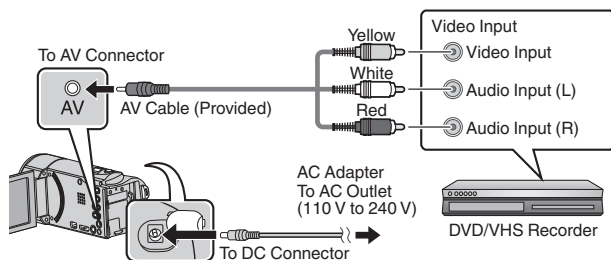 Yellow
Video Input
To AV Connector
Video Input
White
AV
AV Cable (Provided)
Audio Input (L)
Red
Audio Input (R)
AC Adapter
To AC Outlet
(110 V to 240 V)
To DC Connector
DVD/VHS Recorder